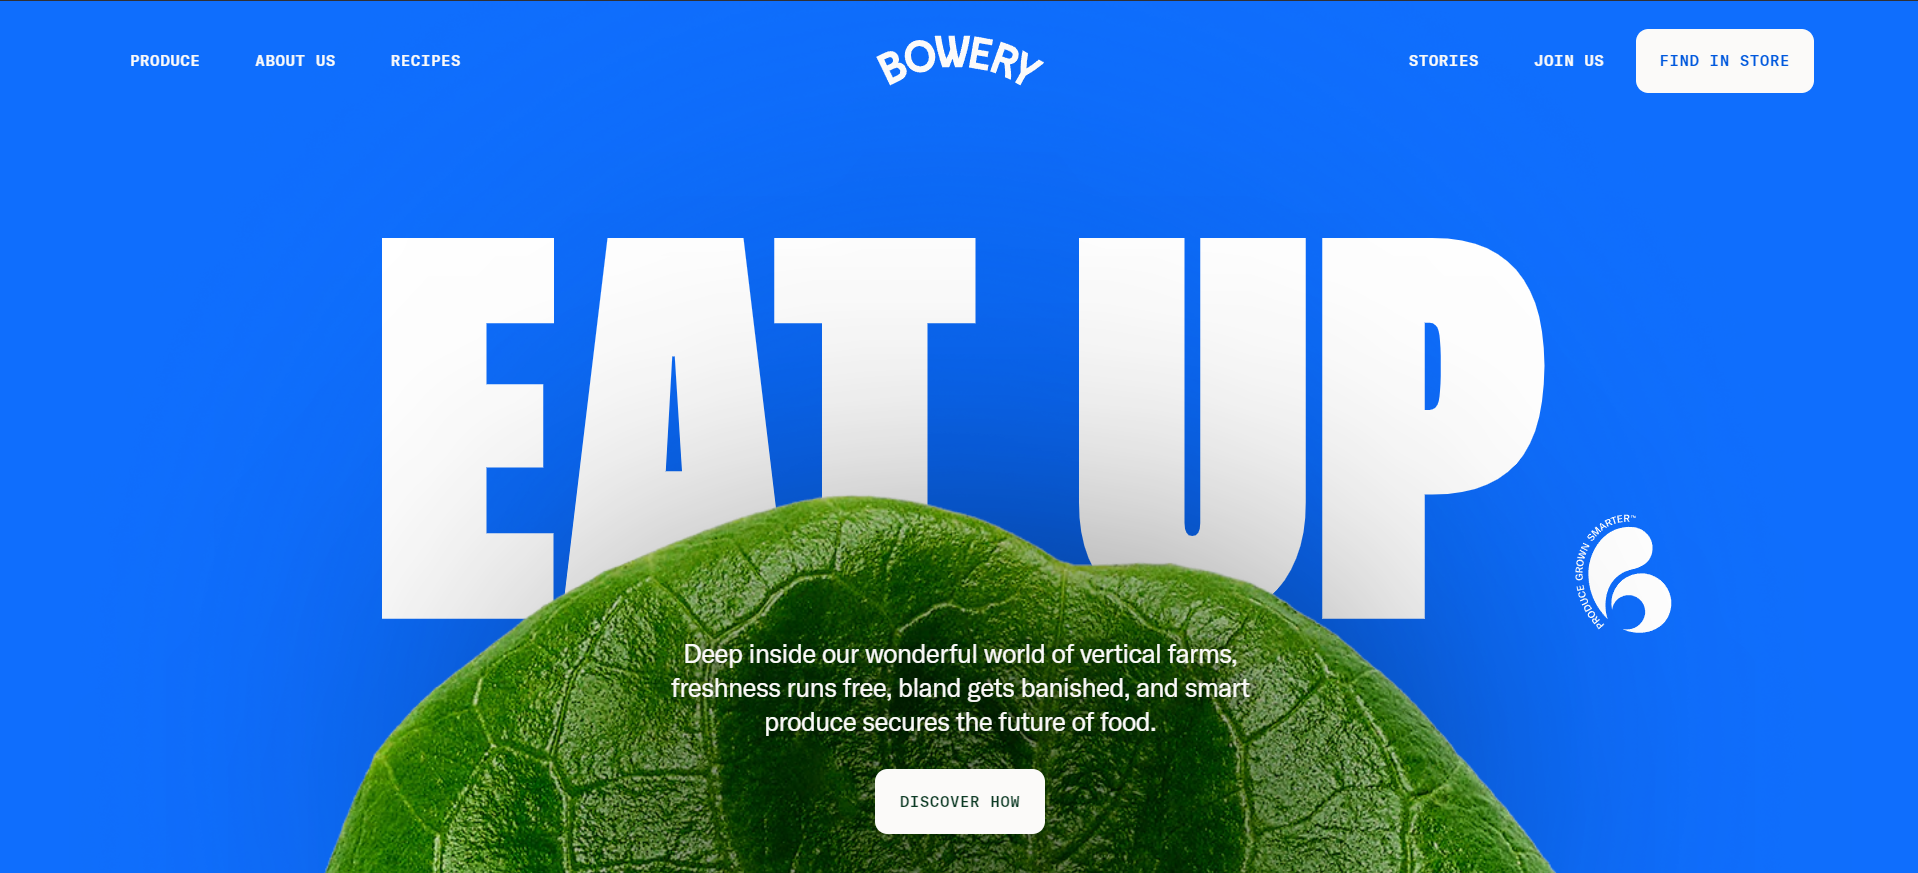 PRODUCE
ABOUT US
RECIPES
BOWERY
STORIES
JOIN US
FIND IN STORE
EAT UP
PRODUCE GROWN SMARTER™
Deep inside our wonderful world of vertical farms,
freshness runs free, bland gets banished, and smart
produce secures the future of food.
DISCOVER HOW